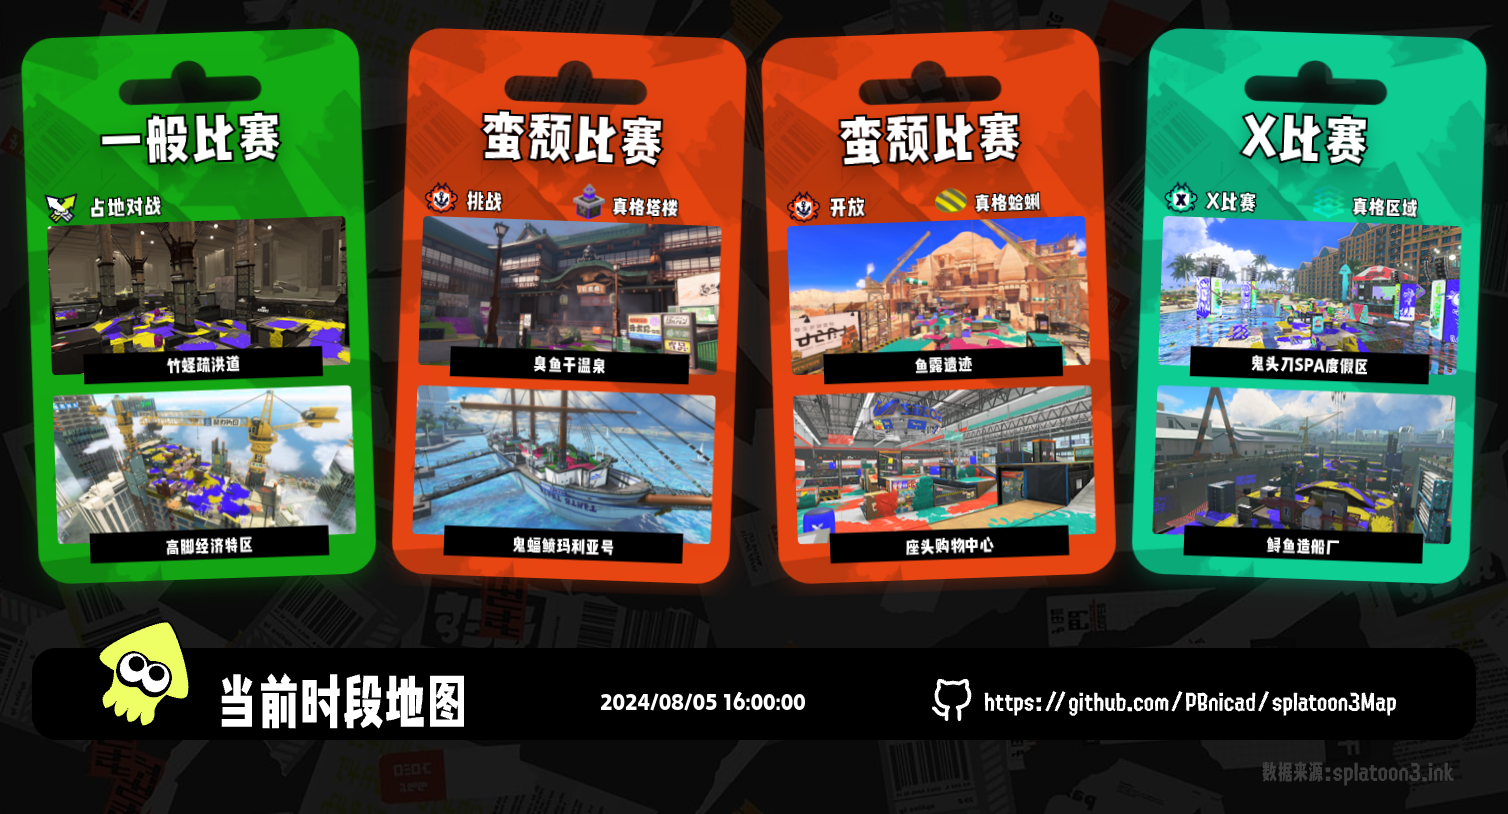 一般比赛
占地对战
竹蛏疏洪道
高脚经济特区
蛮颓比赛
挑战
真格塔楼
臭鱼干温泉
鬼蝠鲼玛利亚号
蛮颓比赛
开放
真格蛤蜊
鱼露遗迹
座头购物中心
X比赛
X比赛
真格区域
鬼头刀SPA度假区
鲟鱼造船厂
当前时段地图
2024/08/05 16:00:00
https://github.com/PBnicad/splatoon3Map
数据来源:splatoon3.ink